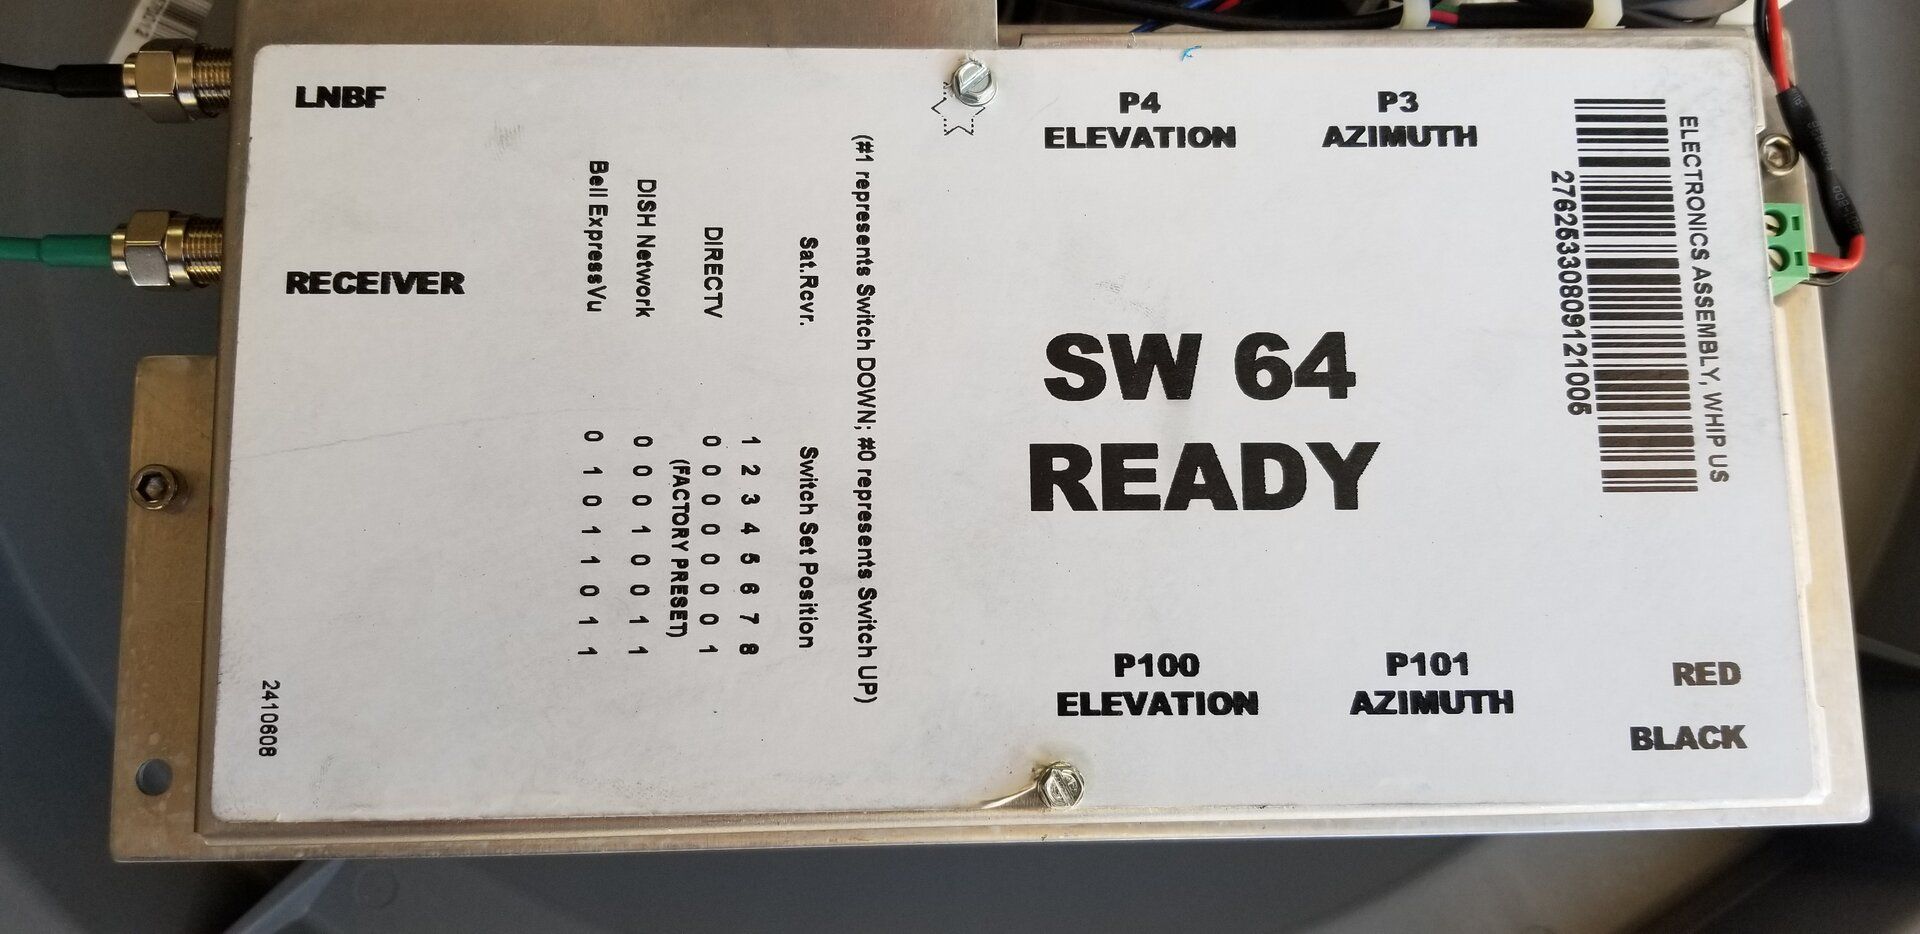 LNBF
RECEIVER
(#1 represents Switch DOWN; #0 represents Switch UP)
Sat.Rcvr. Switch Set Position
1 2 3 4 5 6 7 8
DIRECTV 0 0 0 0 0 0 0 1
(FACTORY PRESET)
DISH Network 0 0 0 1 0 0 1 1
Bell ExpressVu 0 1 0 1 1 0 1 1
2410608
P4
ELEVATION
P3
AZIMUTH
SW 64
READY
P100
ELEVATION
P101
AZIMUTH
ELECTRONICS ASSEMBLY, WHIP US
RED
BLACK